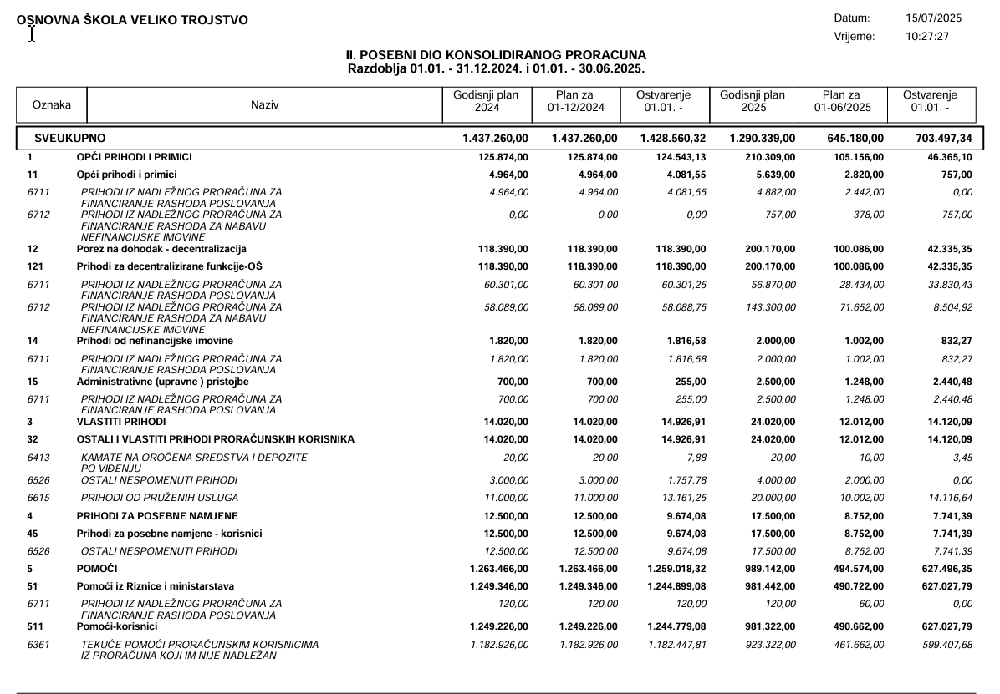 OSNOVNA ŠKOLA VELIKO TROJSTVO
Datum: 15/07/2025
Vrijeme: 10:27:27
II. POSEBNI DIO KONSOLIDIRANOG PRORACUNA
Razdoblja 01.01. - 31.12.2024. i 01.01. - 30.06.2025.
Oznaka Naziv Godisnji plan 2024 Plan za 01-12/2024 Ostvarenje 01.01. - Godisnji plan 2025 Plan za 01-06/2025 Ostvarenje 01.01. -
SVEUKUPNO 1.437.260,00 1.437.260,00 1.428.560,32 1.290.339,00 645.180,00 703.497,34
1 OPĆI PRIHODI I PRIMICI 125.874,00 125.874,00 124.543,13 210.309,00 105.156,00 46.365,10
11 Opći prihodi i primici 4.964,00 4.964,00 4.081,55 5.639,00 2.820,00 757,00
6711 PRIHODI IZ NADLEŽNOG PRORAČUNA ZA 4.964,00 4.964,00 4.081,55 4.882,00 2.442,00 0,00
FINANCIRANJE RASHODA POSLOVANJA
6712 PRIHODI IZ NADLEŽNOG PRORAČUNA ZA 0,00 0,00 0,00 757,00 378,00 757,00
FINANCIRANJE RASHODA ZA NABAVU
NEFINANCIJSKE IMOVINE
12 Porez na dohodak - decentralizacija 118.390,00 118.390,00 118.390,00 200.170,00 100.086,00 42.335,35
121 Prihodi za decentralizirane funkcije-OŠ 118.390,00 118.390,00 118.390,00 200.170,00 100.086,00 42.335,35
6711 PRIHODI IZ NADLEŽNOG PRORAČUNA ZA 60.301,00 60.301,00 60.301,25 56.870,00 28.434,00 33.830,43
FINANCIRANJE RASHODA POSLOVANJA
6712 PRIHODI IZ NADLEŽNOG PRORAČUNA ZA 58.089,00 58.089,00 58.088,75 143.300,00 71.652,00 8.504,92
FINANCIRANJE RASHODA ZA NABAVU
NEFINANCIJSKE IMOVINE
14 Prihodi od nefinancijske imovine 1.820,00 1.820,00 1.816,58 2.000,00 1.002,00 832,27
6711 PRIHODI IZ NADLEŽNOG PRORAČUNA ZA 1.820,00 1.820,00 1.816,58 2.000,00 1.002,00 832,27
FINANCIRANJE RASHODA POSLOVANJA
15 Administrativne (upravne ) pristojbe 700,00 700,00 255,00 2.500,00 1.248,00 2.440,48
6711 PRIHODI IZ NADLEŽNOG PRORAČUNA ZA 700,00 700,00 255,00 2.500,00 1.248,00 2.440,48
FINANCIRANJE RASHODA POSLOVANJA
3 VLASTITI PRIHODI 14.020,00 14.020,00 14.926,91 24.020,00 12.012,00 14.120,09
32 OSTALI I VLASTITI PRIHODI PRORAČUNSKIH KORISNIKA 14.020,00 14.020,00 14.926,91 24.020,00 12.012,00 14.120,09
6413 KAMATE NA OROČENA SREDSTVA I DEPOZITE 20,00 20,00 7,88 20,00 10,00 3,45
PO VIĐENJU
6526 OSTALI NESPOMENUTI PRIHODI 3.000,00 3.000,00 1.757,78 4.000,00 2.000,00 0,00
6615 PRIHODI OD PRUŽENIH USLUGA 11.000,00 11.000,00 13.161,25 20.000,00 10.002,00 14.116,64
4 PRIHODI ZA POSEBNE NAMJENE 12.500,00 12.500,00 9.674,08 17.500,00 8.752,00 7.741,39
45 Prihodi za posebne namjene - korisnici 12.500,00 12.500,00 9.674,08 17.500,00 8.752,00 7.741,39
6526 OSTALI NESPOMENUTI PRIHODI 12.500,00 12.500,00 9.674,08 17.500,00 8.752,00 7.741,39
5 POMOĆI 1.263.466,00 1.263.466,00 1.259.018,32 989.142,00 494.574,00 627.496,35
51 Pomoći iz Riznice i ministarstava 1.249.346,00 1.249.346,00 1.244.899,08 981.442,00 490.722,00 627.027,79
6711 PRIHODI IZ NADLEŽNOG PRORAČUNA ZA 120,00 120,00 120,00 120,00 60,00 0,00
FINANCIRANJE RASHODA POSLOVANJA
511 Pomoći-korisnici 1.249.226,00 1.249.226,00 1.244.779,08 981.322,00 490.662,00 627.027,79
6361 TEKUĆE POMOĆI PRORAČUNSKIM KORISNICIMA 1.182.926,00 1.182.926,00 1.182.447,81 923.322,00 461.662,00 599.407,68
IZ PRORAČUNA KOJI IM NIJE NADLEŽAN